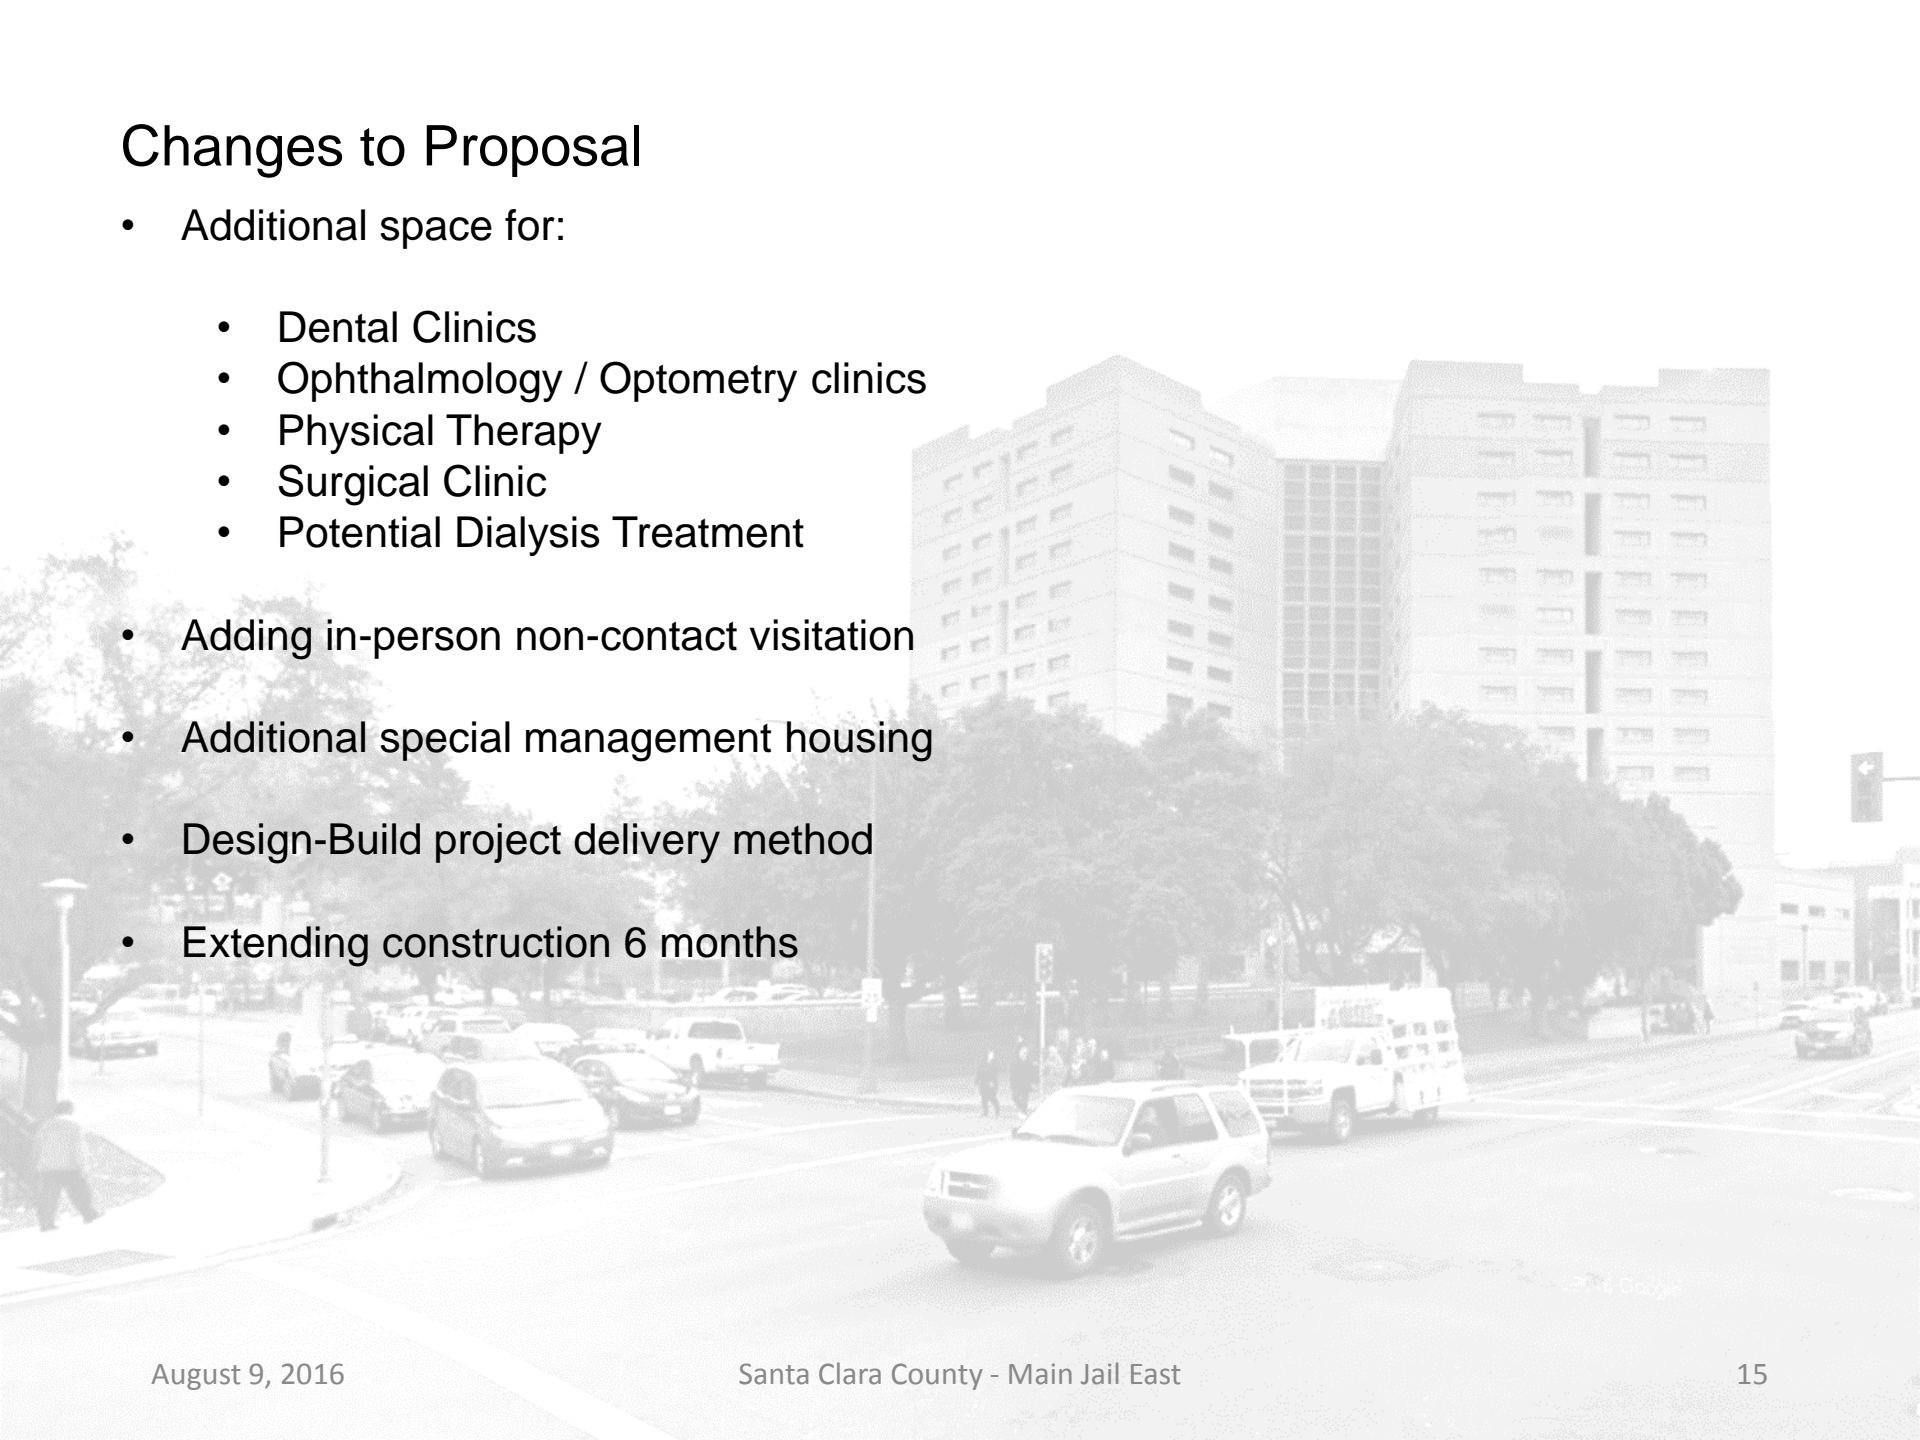 Changes to Proposal
• Additional space for:
• Dental Clinics
• Ophthalmology / Optometry clinics
• Physical Therapy
• Surgical Clinic
• Potential Dialysis Treatment
• Adding in-person non-contact visitation
• Additional special management housing
• Design-Build project delivery method
• Extending construction 6 months
August 9, 2016
Santa Clara County - Main Jail East
15